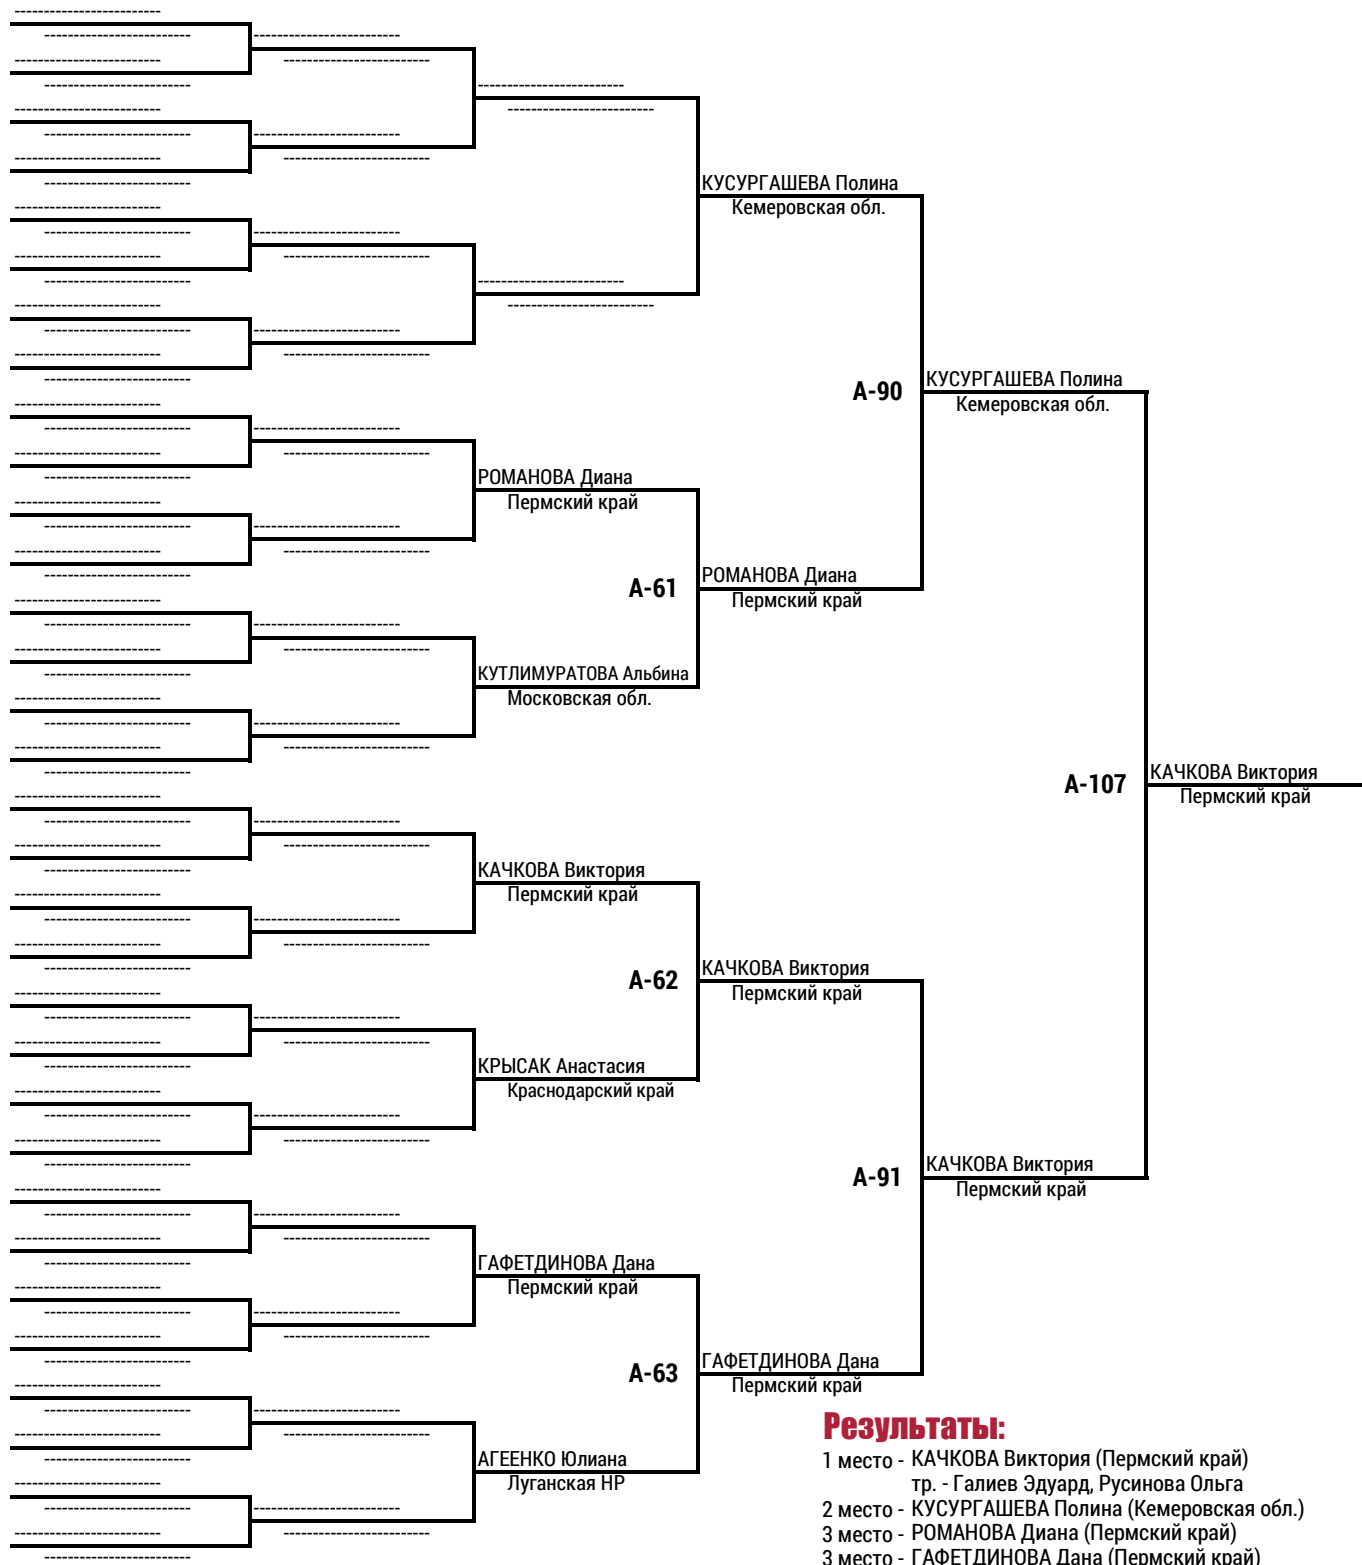 КУСУРГАШЕВА Полина
Кемеровская обл.
А-90
КУСУРГАШЕВА Полина
Кемеровская обл.
РОМАНОВА Диана
Пермский край
А-61
РОМАНОВА Диана
Пермский край
КУТЛИМУРАТОВА Альбина
Московская обл.
А-107
КАЧКОВА Виктория
Пермский край
КАЧКОВА Виктория
Пермский край
А-62
КАЧКОВА Виктория
Пермский край
КРЫСАК Анастасия
Краснодарский край
А-91
КАЧКОВА Виктория
Пермский край
ГАФЕТДИНОВА Дана
Пермский край
А-63
ГАФЕТДИНОВА Дана
Пермский край
АГЕЕНКО Юлиана
Луганская НР
Результаты:
1 место - КАЧКОВА Виктория (Пермский край)
тр. - Галиев Эдуард, Русинова Ольга
2 место - КУСУРГАШЕВА Полина (Кемеровская обл.)
3 место - РОМАНОВА Диана (Пермский край)
3 место - ГАФЕТДИНОВА Дана (Пермский край)